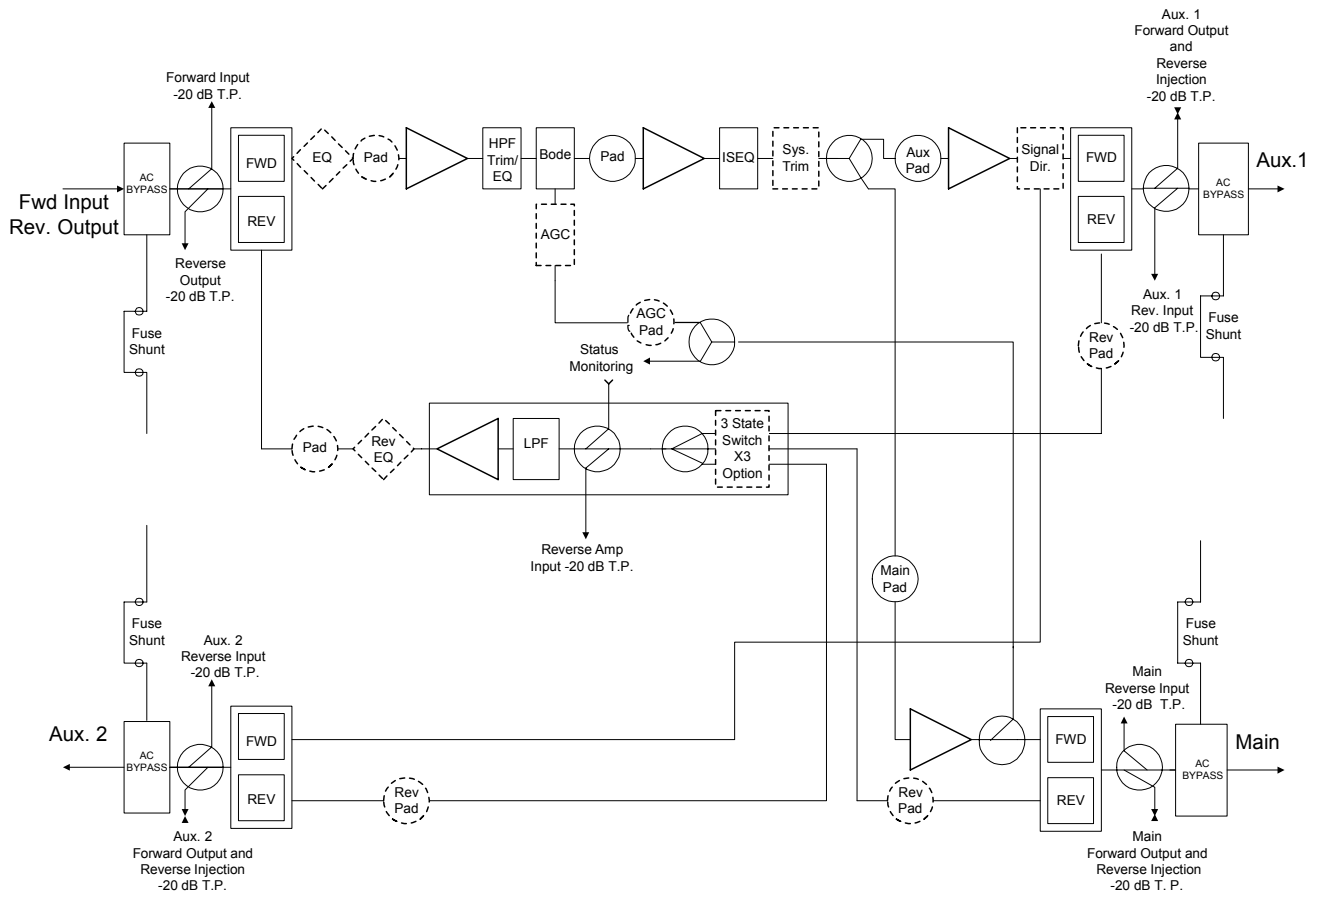 Aux. 1
Forward Output
and
Reverse
Injection
-20 dB T.P.
Forward Input
-20 dB T.P.
AC
BYPASS
Fwd Input
Rev. Output
FWD
REV
EQ
Pad
HPF
Trim/
EQ
Bode
Pad
ISEQ
Sys.
Trim
Aux
Pad
Signal
Dir.
FWD
REV
AC
BYPASS
Aux.1
AGC
Reverse
Output
-20 dB T.P.
Fuse
Shunt
AGC
Pad
Status
Monitoring
Aux. 1
Rev. Input
-20 dB T.P.
Rev
Pad
Fuse
Shunt
Pad
Rev
EQ
LPF
3 State
Switch
X3
Option
Reverse Amp
Input -20 dB T.P.
Main
Pad
Fuse
Shunt
Aux. 2
Reverse Input
-20 dB T.P.
Fuse
Shunt
Main
Reverse Input
-20 dB T.P.
Aux. 2
AC
BYPASS
FWD
REV
Rev
Pad
Rev
Pad
FWD
REV
AC
BYPASS
Main
Aux. 2
Forward Output and
Reverse Injection
-20 dB T.P.
Main
Forward Output and
Reverse Injection
-20 dB T. P.